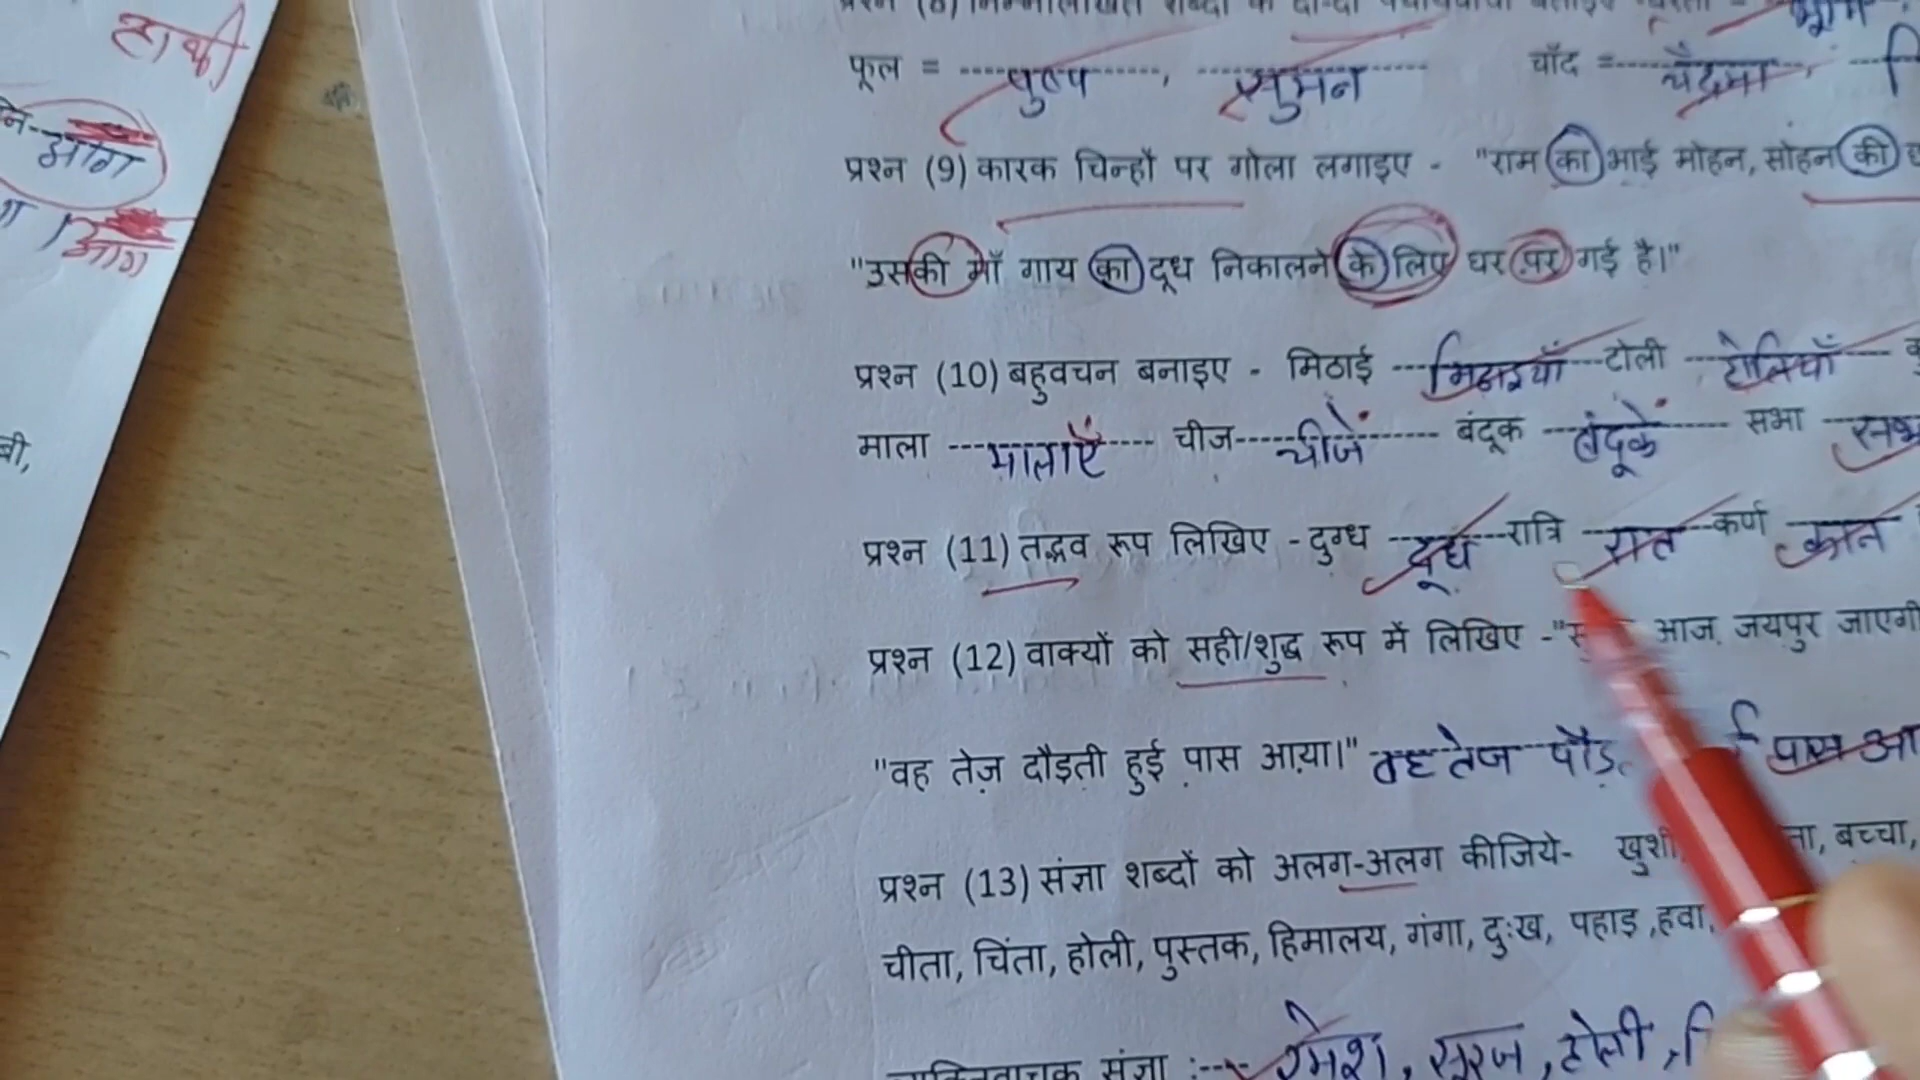 हाथी
आग
आग
बी,
फूल = पुष्प, सुमन चाँद = चँद्रमा,
प्रश्न (9) कारक चिन्हों पर गोला लगाइए - "राम का भाई मोहन, सोहन की
"उसकी माँ गाय का दूध निकालने के लिए घर पर गई है।"
प्रश्न (10) बहुवचन बनाइए - मिठाई मिठाइयाँ टोली टोलियाँ
माला मालाएँ चीज चीजें बंदूक बंदूकें सभा
प्रश्न (11) तद्भव रूप लिखिए - दुग्ध दूध रात्रि रात कर्ण कान
प्रश्न (12) वाक्यों को सही/शुद्ध रूप में लिखिए - आज जयपुर जाएगी
"वह तेज़ दौड़ती हुई पास आया।" वह तेज पास
प्रश्न (13) संज्ञा शब्दों को अलग-अलग कीजिये- बच्चा,
चीता, चिंता, होली, पुस्तक, हिमालय, गंगा, दुःख, पहाड़ ,हवा,
संज्ञा :-- रमेश, सूरज, होली,